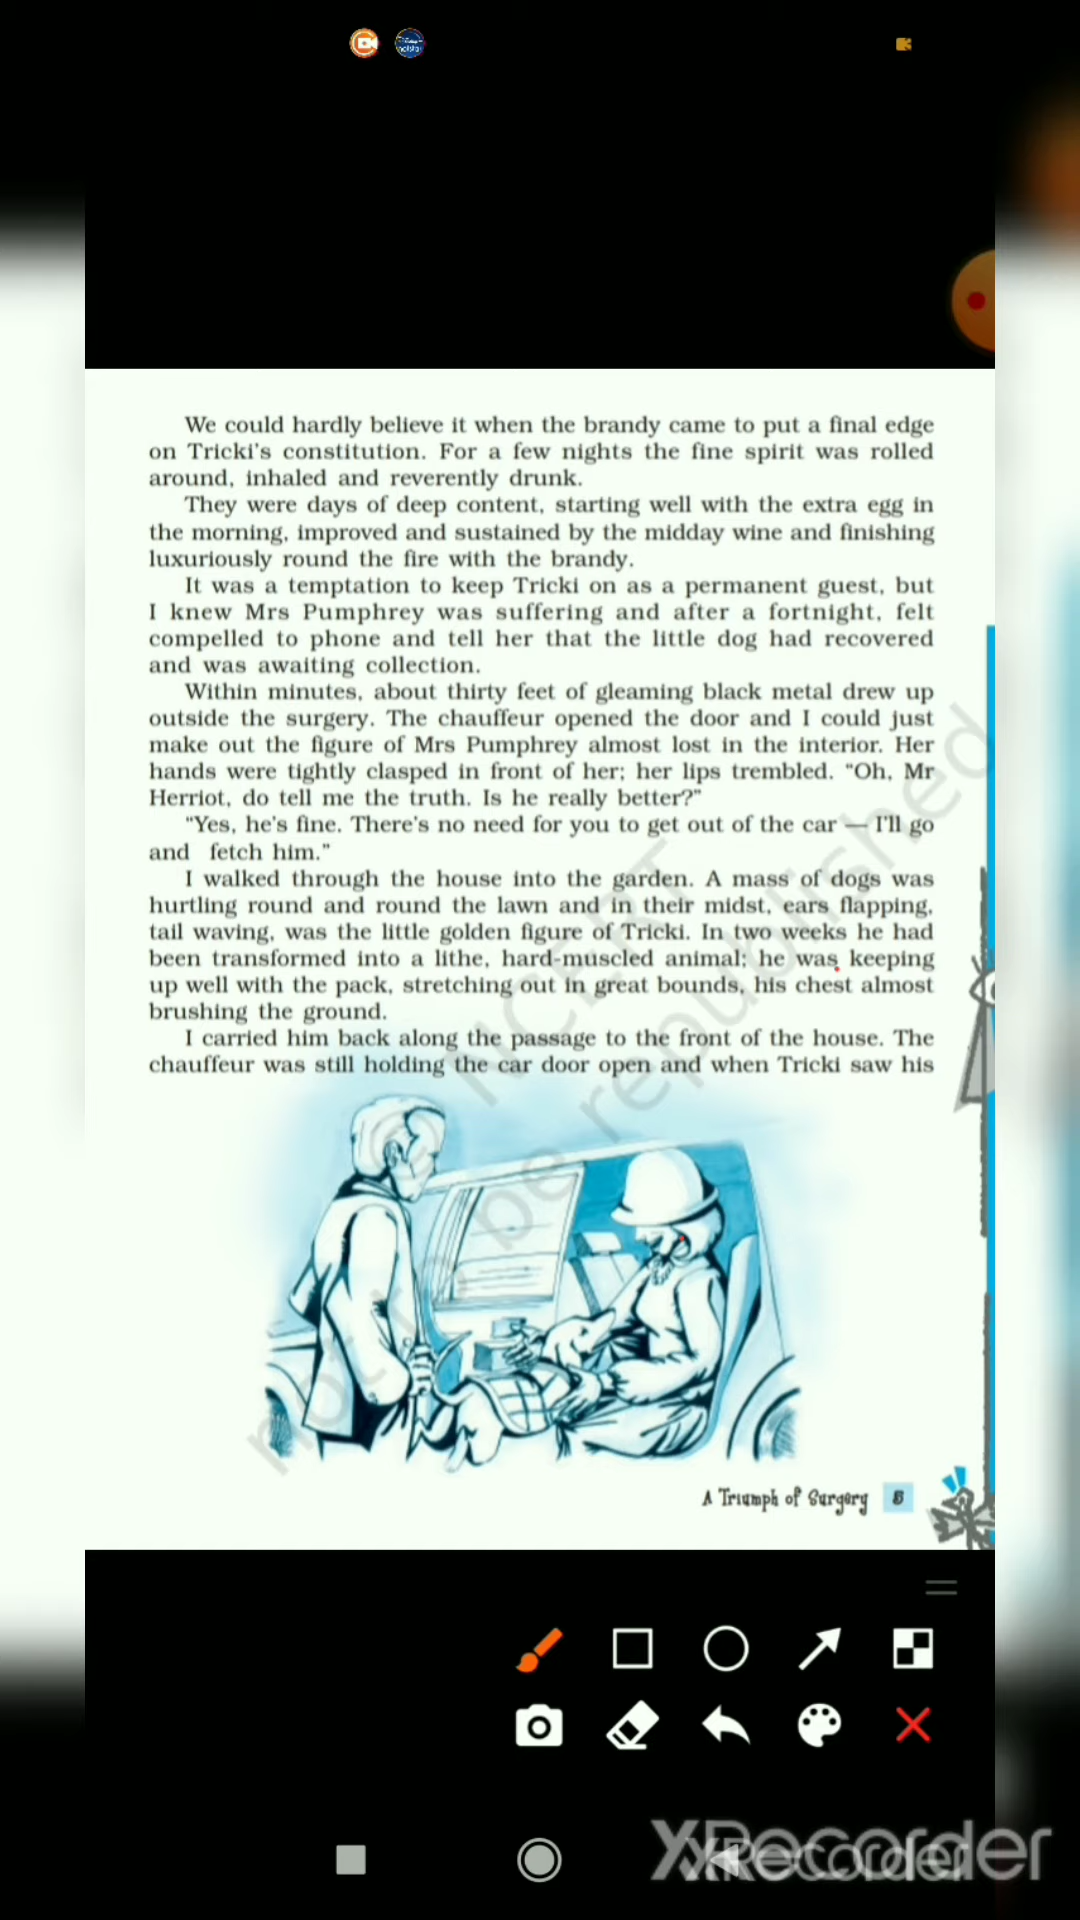 We could hardly believe it when the brandy came to put a final edge
on Tricki's constitution. For a few nights the fine spirit was rolled
around, inhaled and reverently drunk.
They were days of deep content, starting well with the extra egg in
the morning, improved and sustained by the midday wine and finishing
luxuriously round the fire with the brandy.
It was a temptation to keep Tricki on as a permanent guest, but
I knew Mrs Pumphrey was suffering and after a fortnight, felt
compelled to phone and tell her that the little dog had recovered
and was awaiting collection.
Within minutes, about thirty feet of gleaming black metal drew up
outside the surgery. The chauffeur opened the door and I could just
make out the figure of Mrs Pumphrey almost lost in the interior. Her
hands were tightly clasped in front of her; her lips trembled. “Oh, Mr
Herriot, do tell me the truth. Is he really better?”
“Yes, he's fine. There's no need for you to get out of the car — I'll go
and fetch him.”
I walked through the house into the garden. A mass of dogs was
hurtling round and round the lawn and in their midst, ears flapping,
tail waving, was the little golden figure of Tricki. In two weeks he had
been transformed into a lithe, hard-muscled animal; he was keeping
up well with the pack, stretching out in great bounds, his chest almost
brushing the ground.
I carried him back along the passage to the front of the house. The
chauffeur was still holding the car door open and when Tricki saw his
© NCERT
not to be republished
A Triumph of Surgery 5
XRecorder